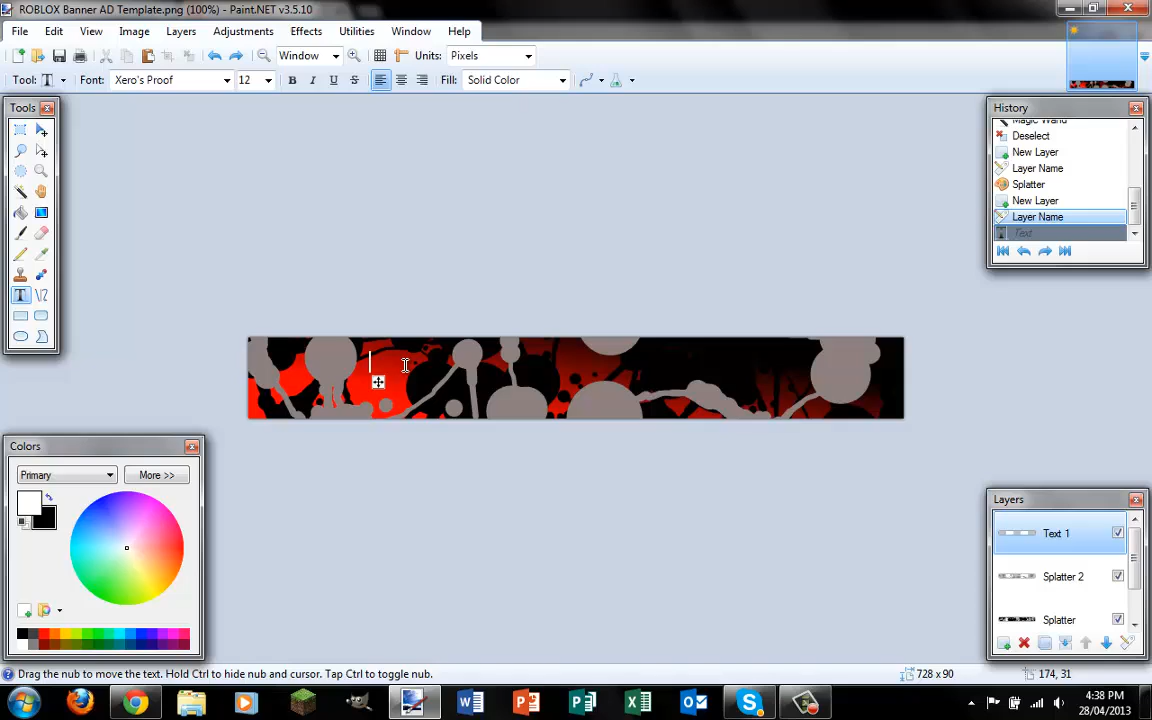 ROBLOX Banner AD Template.png (100%) - Paint.NET v3.5.10
File Edit View Image Layers Adjustments Effects Utilities Window Help
Window Units: Pixels
Tool: T Font: Xero's Proof 12 B I U S Fill: Solid Color
Tools
History
Magic Wand
Deselect
New Layer
Layer Name
Splatter
New Layer
Layer Name
Text
Colors
Primary More >>
Layers
Text 1
Splatter 2
Splatter
Drag the nub to move the text. Hold Ctrl to hide nub and cursor. Tap Ctrl to toggle nub. 728 x 90 174, 31
4:38 PM
28/04/2013